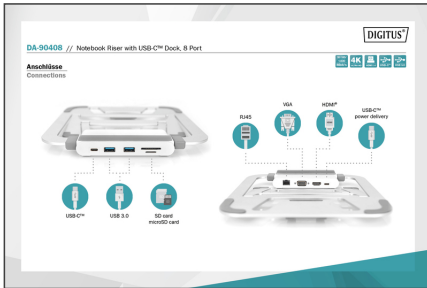 DIGITUS®
DA-90408 // Notebook Riser with USB-C™ Dock, 8 Port
Anschlüsse
Connections
4K
RJ45
VGA
HDMI®
USB-C™
power delivery
USB-C™
USB 3.0
SD card
microSD card